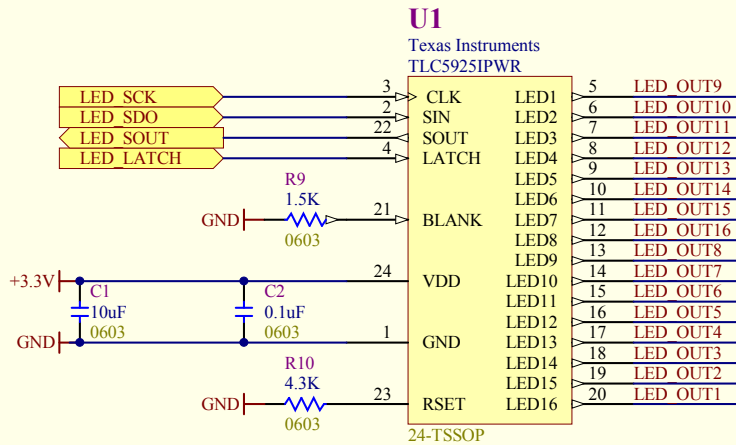 U1
Texas Instruments
TLC5925IPWR
LED_SCK 3 CLK LED1 5 LED_OUT9
LED_SDO 2 SIN LED2 6 LED_OUT10
LED_SOUT 22 SOUT LED3 7 LED_OUT11
LED_LATCH 4 LATCH LED4 8 LED_OUT12
LED5 9 LED_OUT13
R9
1.5K
LED6 10 LED_OUT14
GND 21 BLANK LED7 11 LED_OUT15
0603
LED8 12 LED_OUT16
LED9 13 LED_OUT8
+3.3V 24 VDD LED10 14 LED_OUT7
C1 C2
LED11 15 LED_OUT6
10uF 0.1uF
LED12 16 LED_OUT5
0603 0603
GND 1 GND LED13 17 LED_OUT4
R10
LED14 18 LED_OUT3
4.3K
LED15 19 LED_OUT2
GND 23 RSET LED16 20 LED_OUT1
0603
24-TSSOP